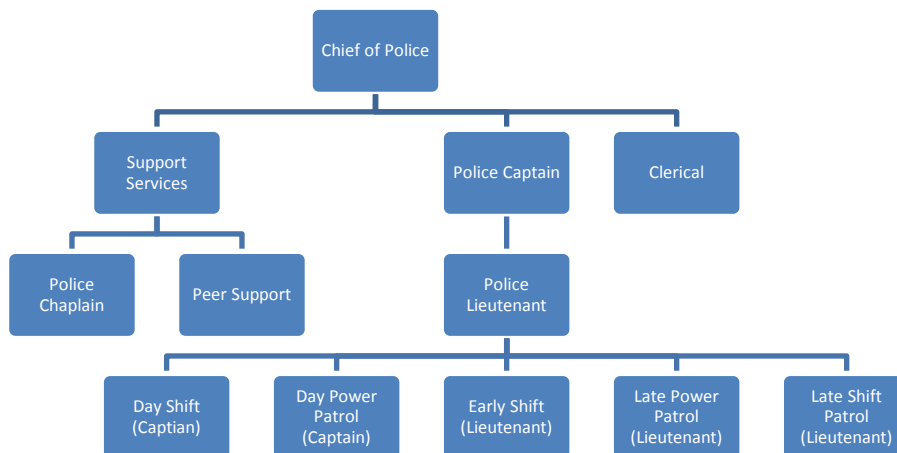 Chief of Police
Support
Services
Police Captain
Clerical
Police
Chaplain
Peer Support
Police
Lieutenant
Day Shift
(Captian)
Day Power
Patrol
(Captain)
Early Shift
(Lieutenant)
Late Power
Patrol
(Lieutenant)
Late Shift
Patrol
(Lieutenant)